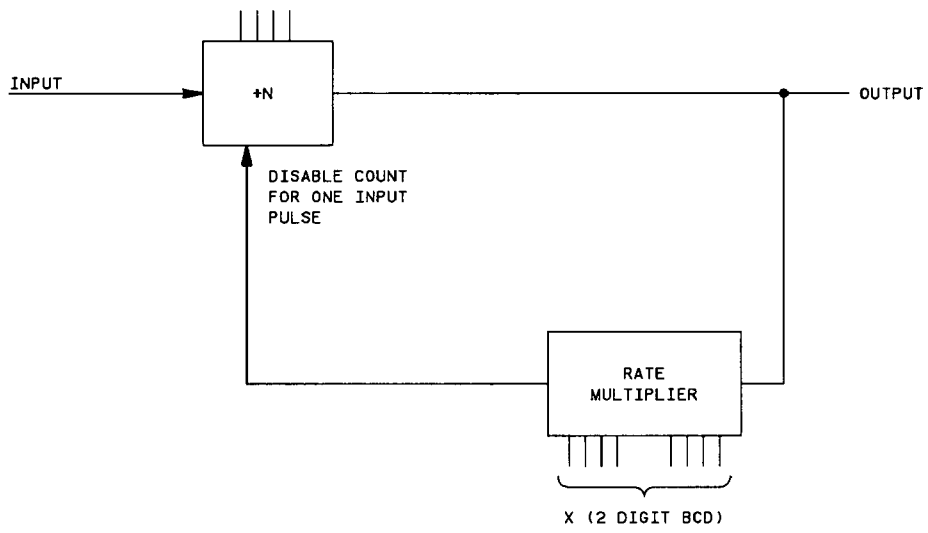 INPUT
÷N
OUTPUT
DISABLE COUNT
FOR ONE INPUT
PULSE
RATE
MULTIPLIER
X (2 DIGIT BCD)